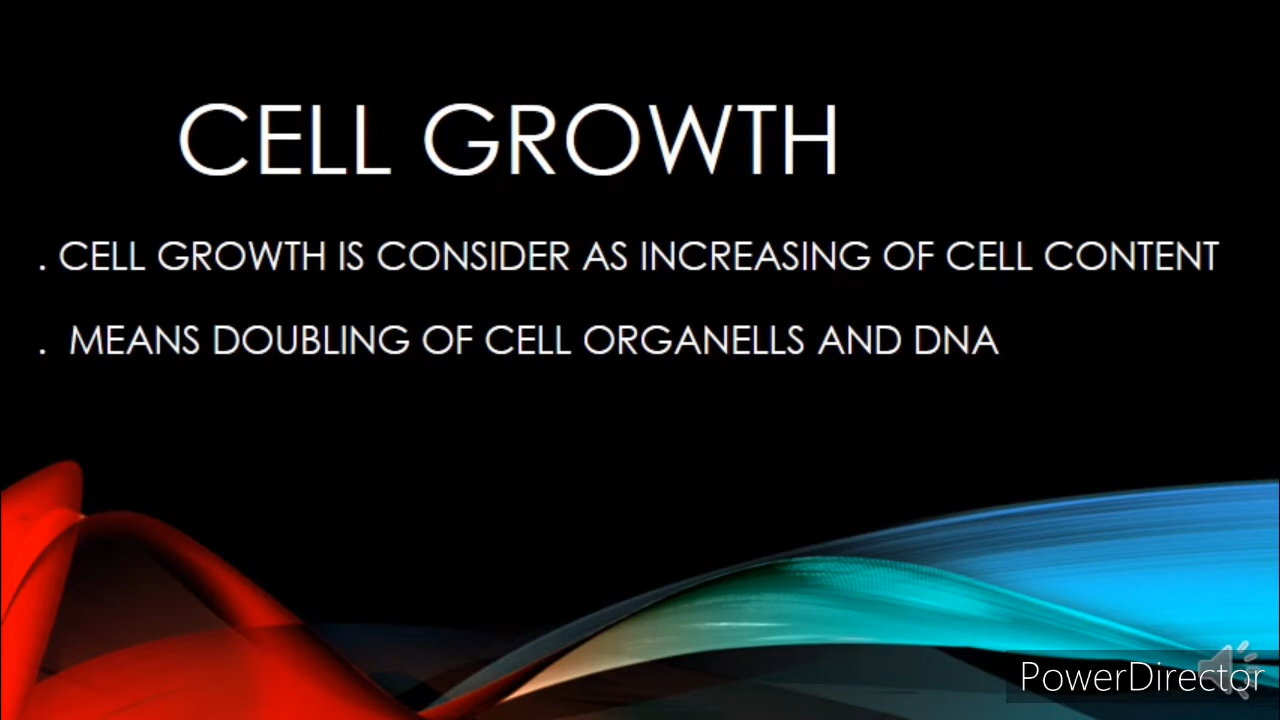 CELL GROWTH
. CELL GROWTH IS CONSIDER AS INCREASING OF CELL CONTENT
. MEANS DOUBLING OF CELL ORGANELLS AND DNA
PowerDirector